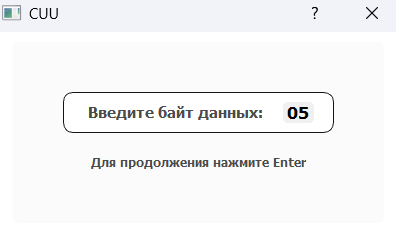 CUU ?
Введите байт данных: 05
Для продолжения нажмите Enter